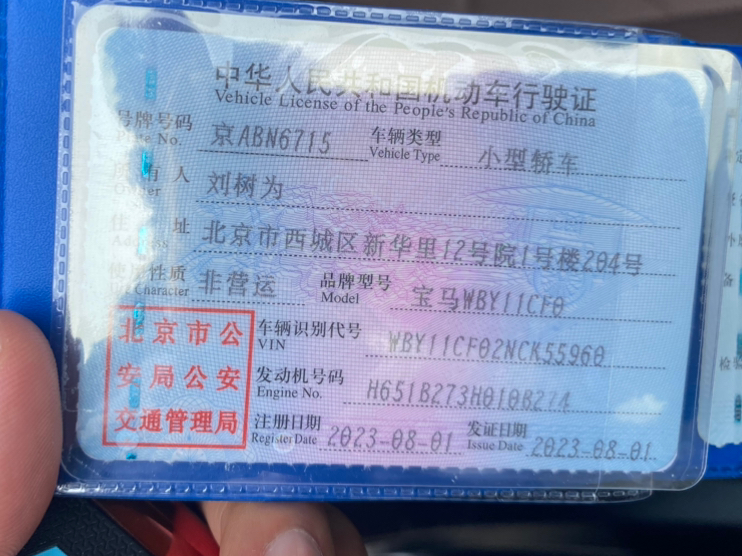 中华人民共和国机动车行驶证
Vehicle License of the People's Republic of China
号牌号码 京ABN6715 车辆类型 小型轿车
Plate No. Vehicle Type
所有人 刘树为
Owner
住址 北京市西城区新华里12号院1号楼204号
Address
使用性质 非营运 品牌型号 宝马WBY11CF0
Character Model
北京市公 车辆识别代号 WBY11CF02NCK55960
VIN
安局公安 发动机号码 H651B273H010B274
Engine No.
交通管理局 注册日期 2023-08-01 发证日期 2023-08-01
Register Date Issue Date